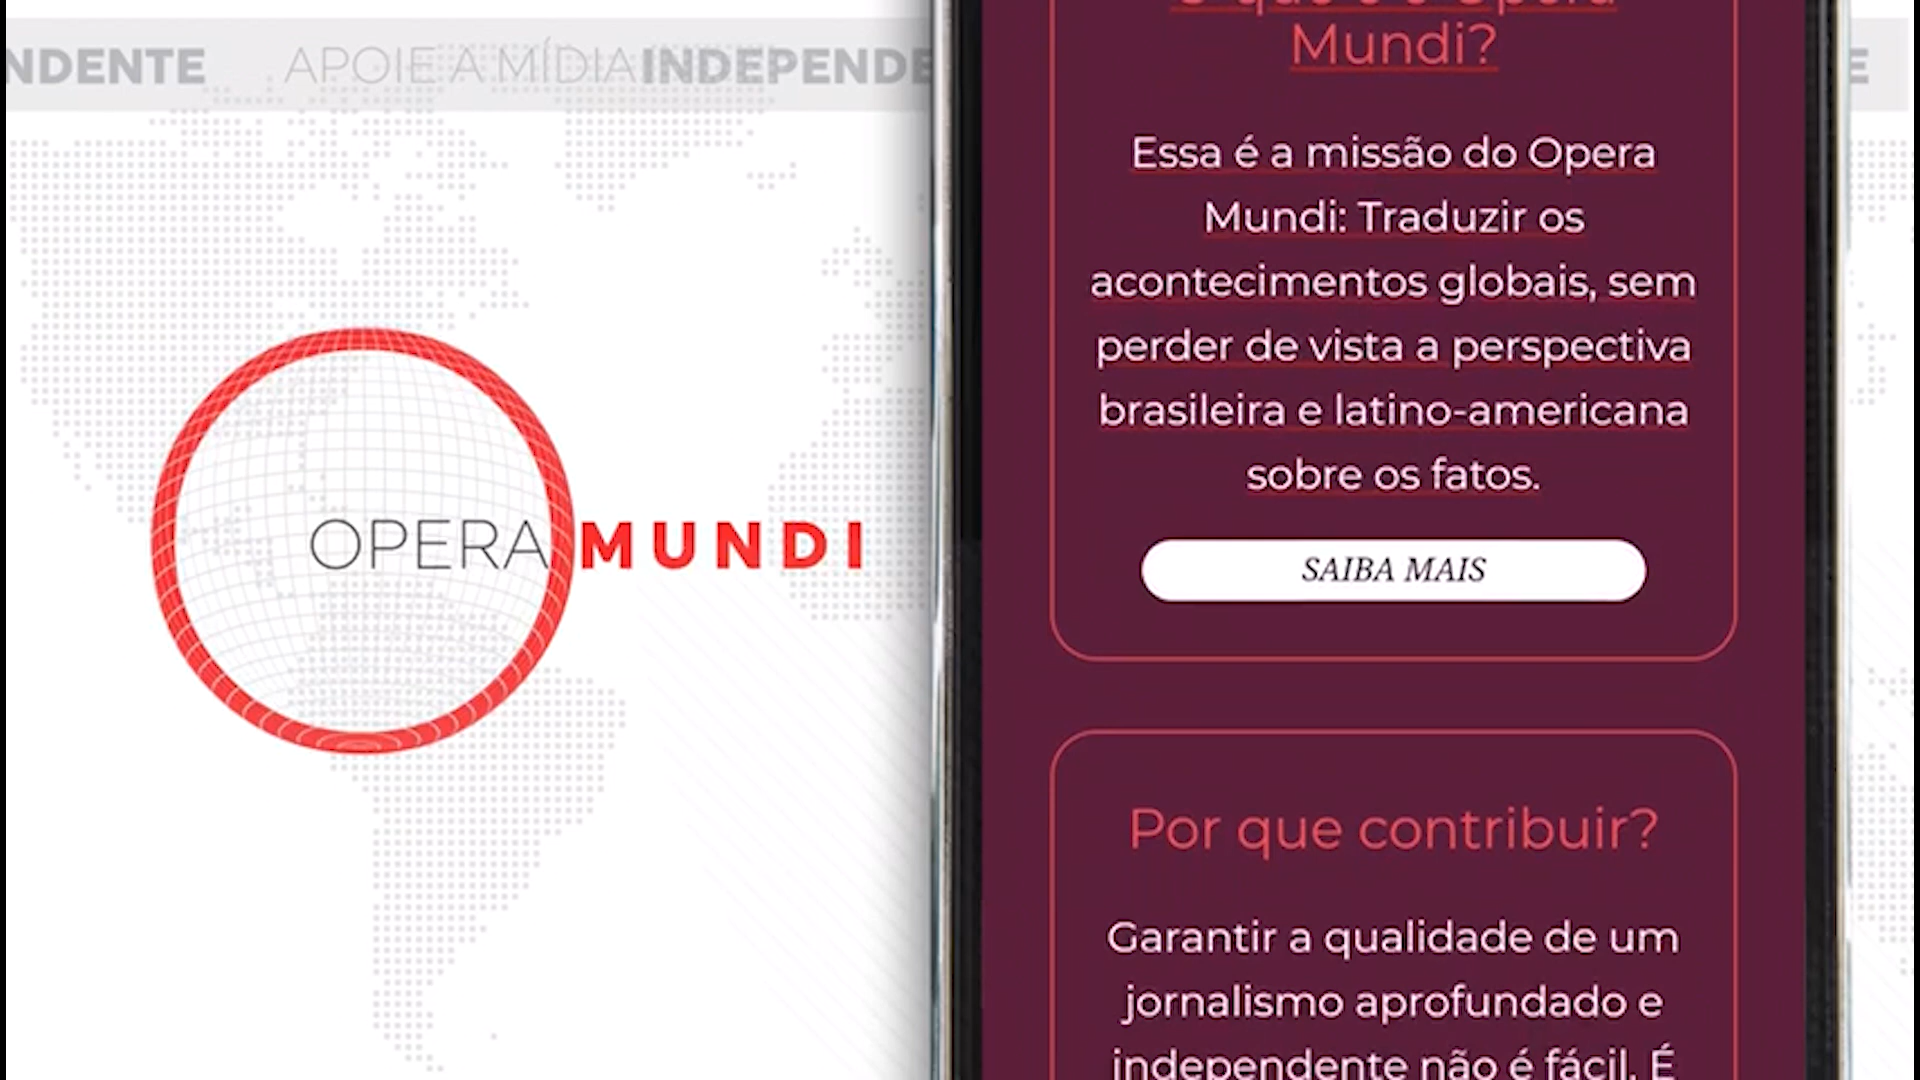 NDENTE APOIE A MÍDIA INDEPENDE E
OPERA MUNDI
O que é o Opera
Mundi?
Essa é a missão do Opera
Mundi: Traduzir os
acontecimentos globais, sem
perder de vista a perspectiva
brasileira e latino-americana
sobre os fatos.
SAIBA MAIS
Por que contribuir?
Garantir a qualidade de um
jornalismo aprofundado e
independente não é fácil. É